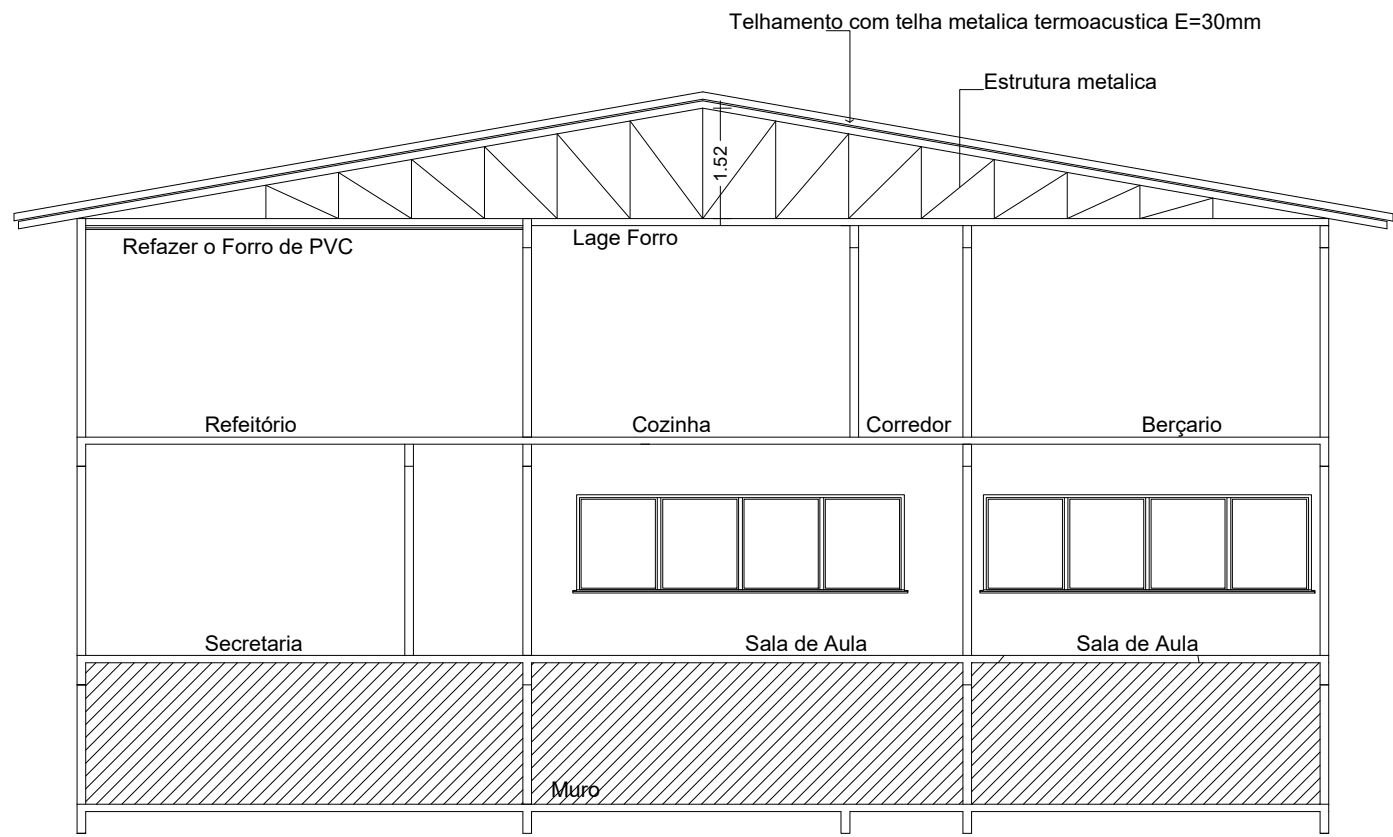 Telhamento com telha metalica termoacustica E=30mm
Estrutura metalica
1.52
Refazer o Forro de PVC
Lage Forro
Refeitório
Cozinha
Corredor
Berçario
Secretaria
Sala de Aula
Sala de Aula
Muro